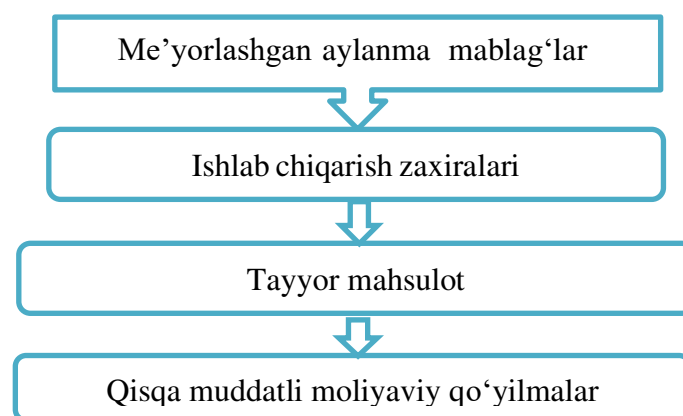 Me’yorlashgan aylanma mablag‘lar
Ishlab chiqarish zaxiralari
Tayyor mahsulot
Qisqa muddatli moliyaviy qo‘yilmalar